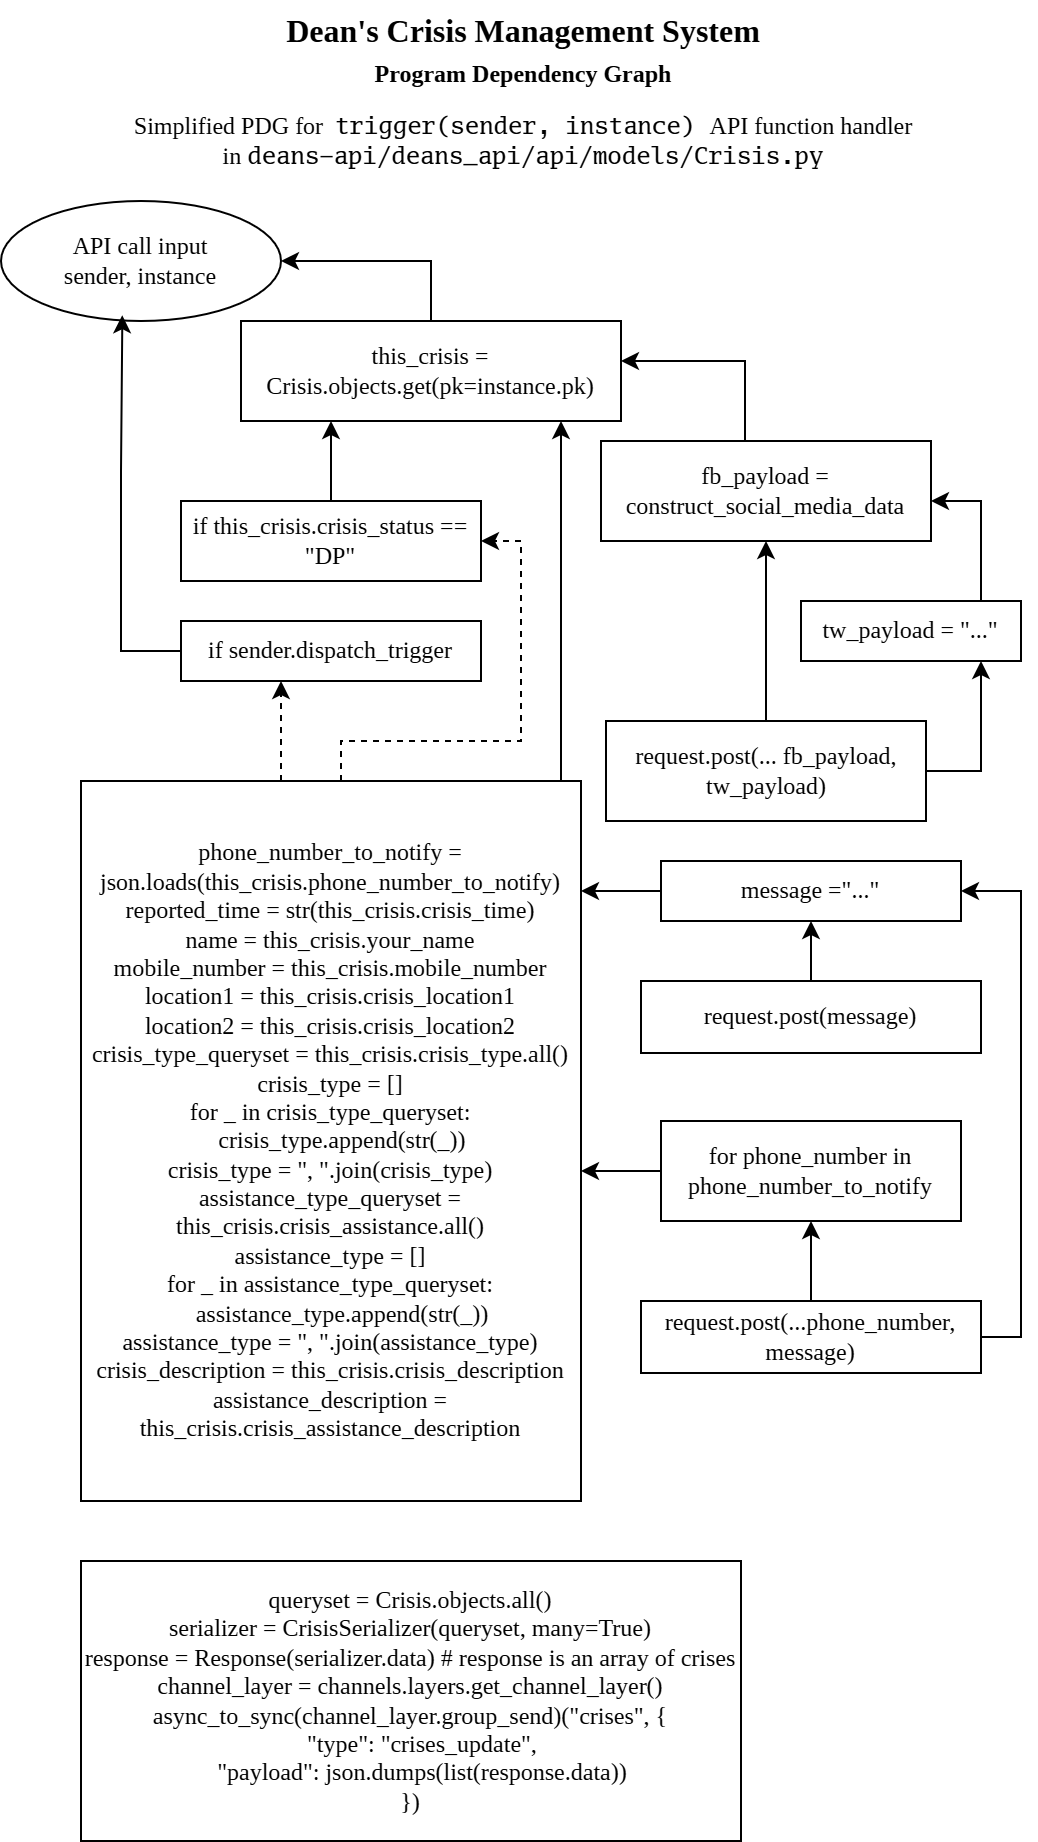 Dean's Crisis Management System
Program Dependency Graph
Simplified PDG for trigger(sender, instance) API function handler
in deans-api/deans_api/api/models/Crisis.py
API call input
sender, instance
this_crisis =
Crisis.objects.get(pk=instance.pk)
fb_payload =
construct_social_media_data
if this_crisis.crisis_status ==
"DP"
tw_payload = "..."
if sender.dispatch_trigger
request.post(... fb_payload,
tw_payload)
phone_number_to_notify =
json.loads(this_crisis.phone_number_to_notify)
reported_time = str(this_crisis.crisis_time)
name = this_crisis.your_name
mobile_number = this_crisis.mobile_number
location1 = this_crisis.crisis_location1
location2 = this_crisis.crisis_location2
crisis_type_queryset = this_crisis.crisis_type.all()
crisis_type = []
for _ in crisis_type_queryset:
crisis_type.append(str(_))
crisis_type = ", ".join(crisis_type)
assistance_type_queryset =
this_crisis.crisis_assistance.all()
assistance_type = []
for _ in assistance_type_queryset:
assistance_type.append(str(_))
assistance_type = ", ".join(assistance_type)
crisis_description = this_crisis.crisis_description
assistance_description =
this_crisis.crisis_assistance_description
message ="..."
request.post(message)
for phone_number in
phone_number_to_notify
request.post(...phone_number,
message)
queryset = Crisis.objects.all()
serializer = CrisisSerializer(queryset, many=True)
response = Response(serializer.data) # response is an array of crises
channel_layer = channels.layers.get_channel_layer()
async_to_sync(channel_layer.group_send)("crises", {
"type": "crises_update",
"payload": json.dumps(list(response.data))
})